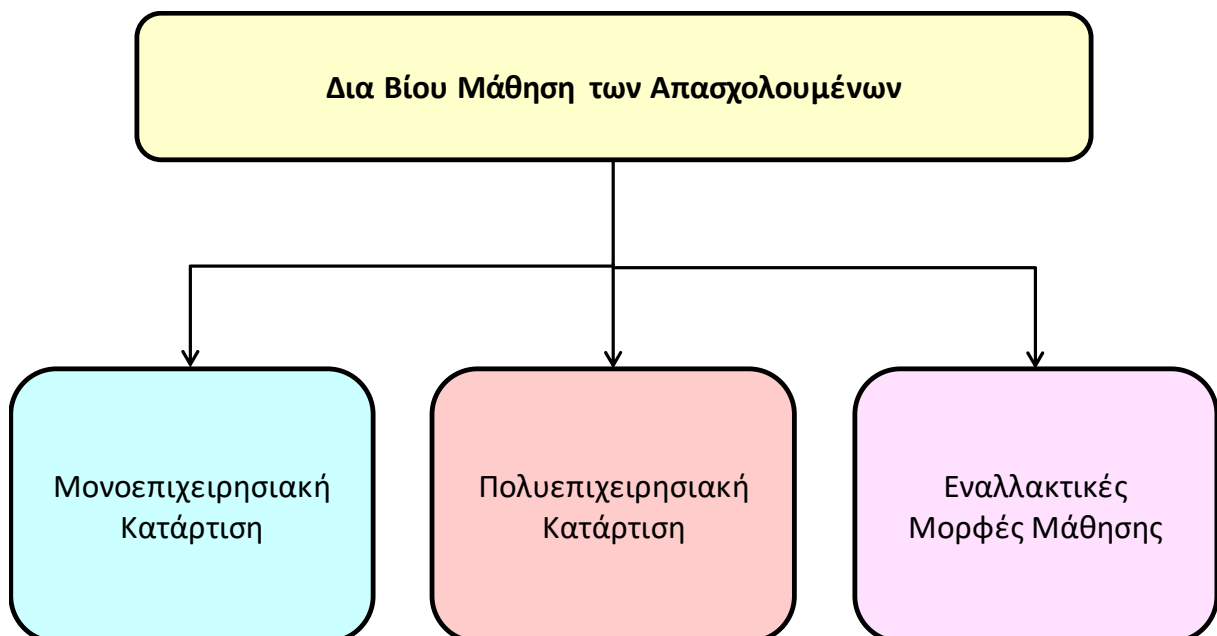 Δια Βίου Μάθηση των Απασχολουμένων
Μονοεπιχειρησιακή
Κατάρτιση
Πολυεπιχειρησιακή
Κατάρτιση
Εναλλακτικές
Μορφές Μάθησης